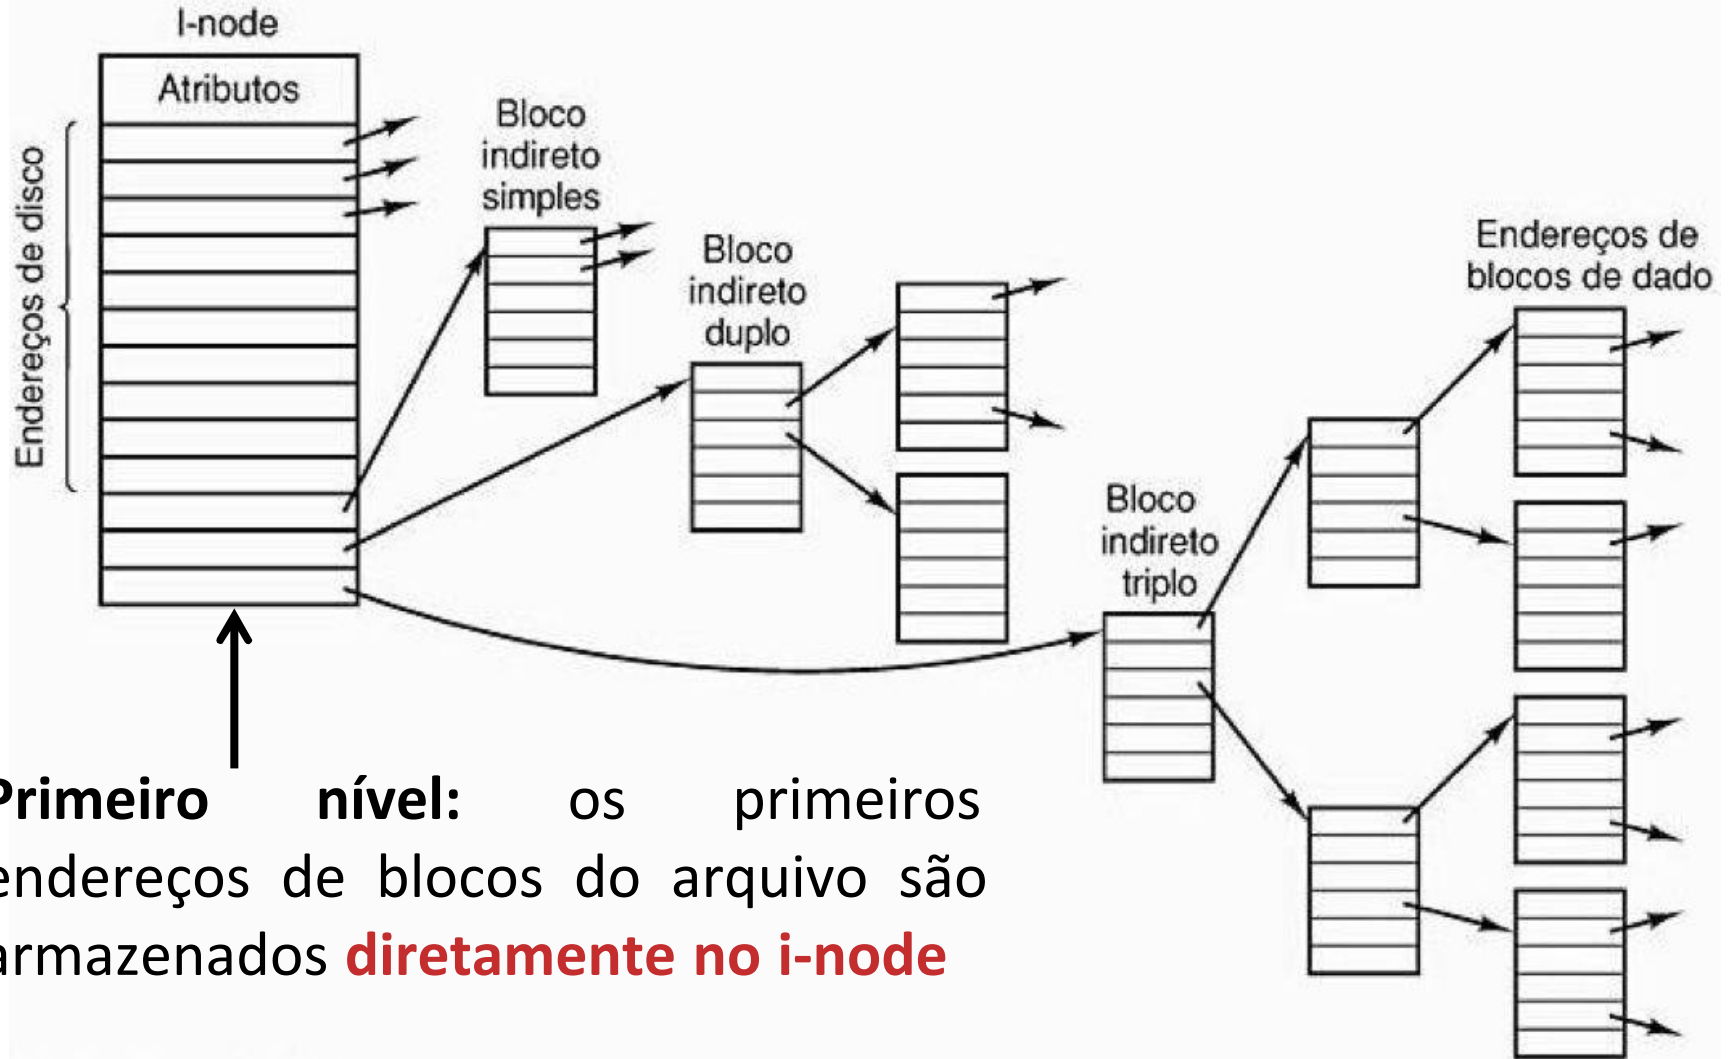 I-node
Atributos
Endereços de disco
Bloco
indireto
simples
Bloco
indireto
duplo
Bloco
indireto
triplo
Endereços de
blocos de dado
Primeiro nível: os primeiros
endereços de blocos do arquivo são
armazenados diretamente no i-node